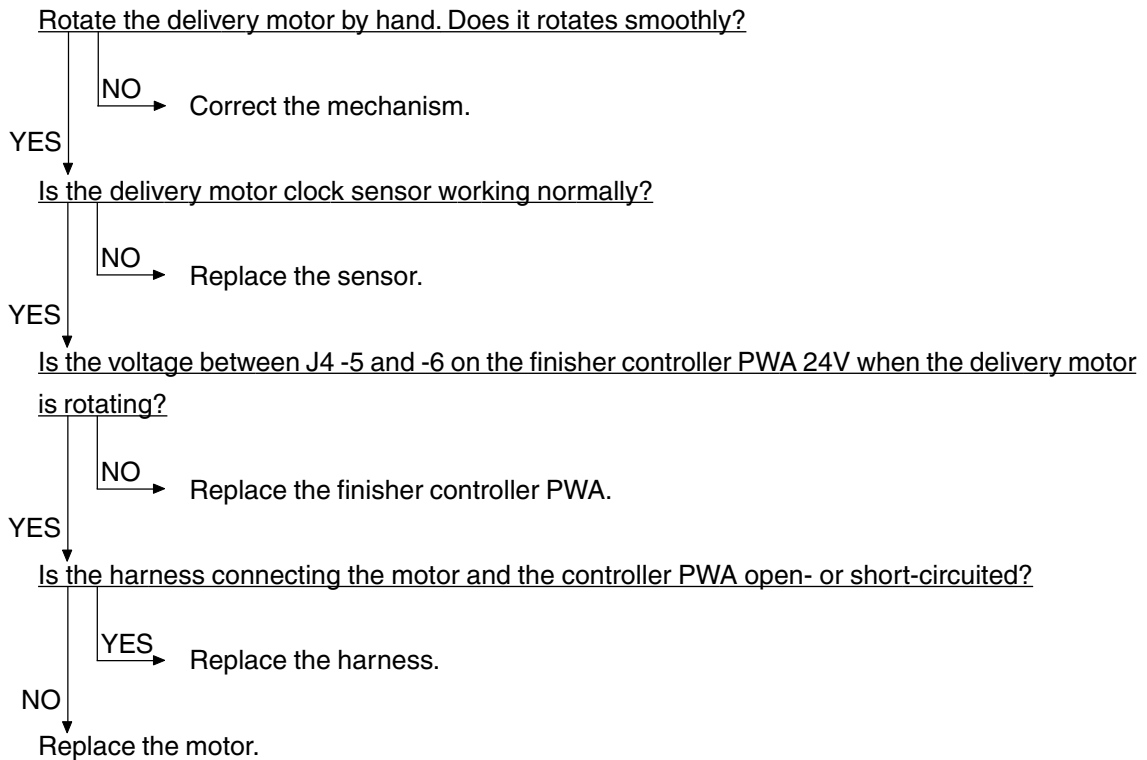 Rotate the delivery motor by hand. Does it rotates smoothly?
NO
Correct the mechanism.
YES
Is the delivery motor clock sensor working normally?
NO
Replace the sensor.
YES
Is the voltage between J4 -5 and -6 on the finisher controller PWA 24V when the delivery motor
is rotating?
NO
Replace the finisher controller PWA.
YES
Is the harness connecting the motor and the controller PWA open- or short-circuited?
YES
Replace the harness.
NO
Replace the motor.